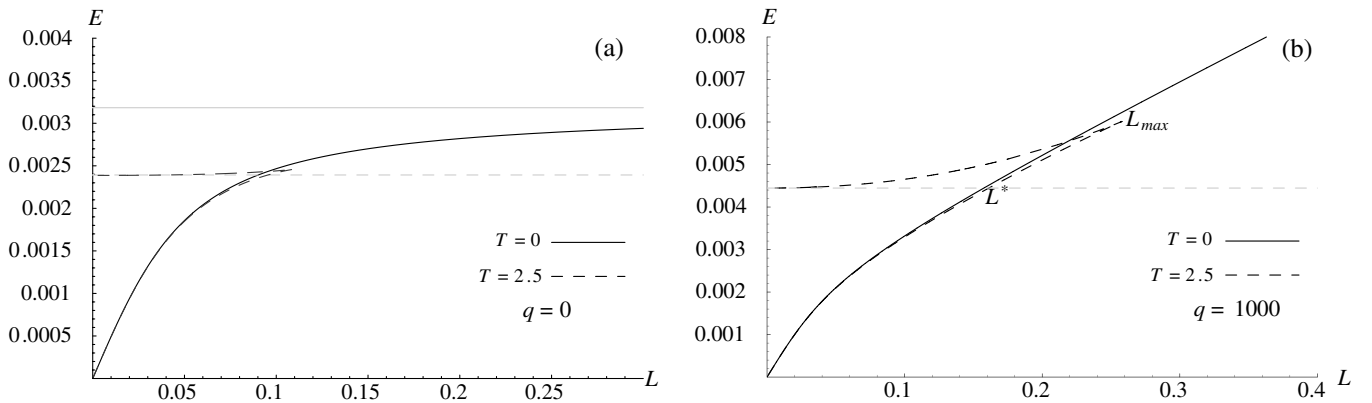 E
0.004
0.0035
0.003
0.0025
0.002
0.0015
0.001
0.0005
(a)
T = 0
T = 2.5
q = 0
0.05
0.1
0.15
0.2
0.25
L
E
0.008
0.007
0.006
0.005
0.004
0.003
0.002
0.001
(b)
L_max
L*
T = 0
T = 2.5
q = 1000
0.1
0.2
0.3
0.4
L